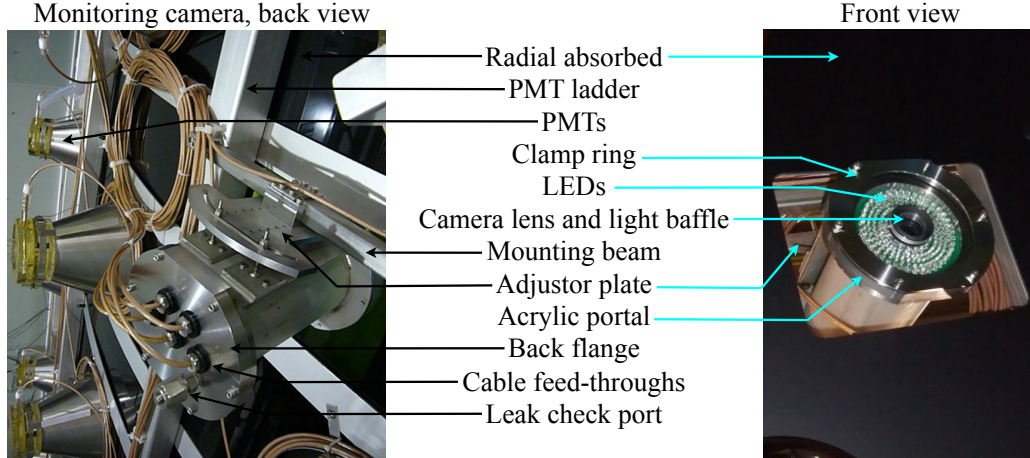 Monitoring camera, back view
Front view
Radial absorbed
PMT ladder
PMTs
Clamp ring
LEDs
Camera lens and light baffle
Mounting beam
Adjustor plate
Acrylic portal
Back flange
Cable feed-throughs
Leak check port